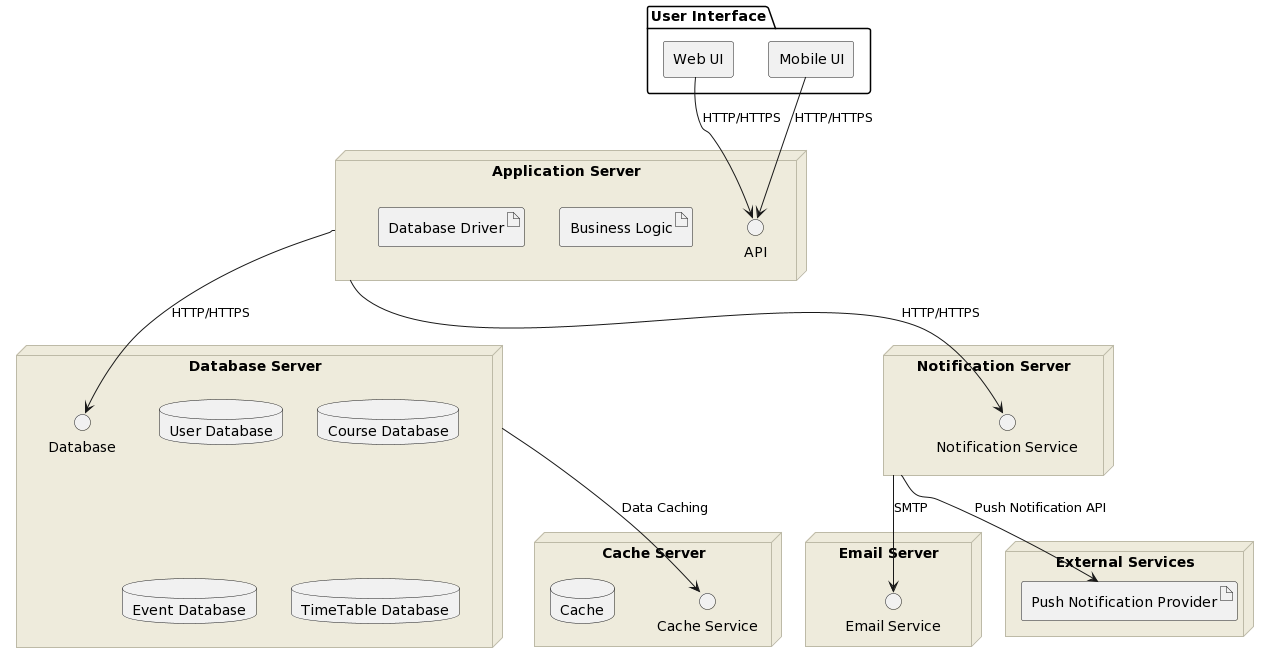 User Interface
Web UI
Mobile UI
HTTP/HTTPS
HTTP/HTTPS
Application Server
Database Driver
Business Logic
API
HTTP/HTTPS
HTTP/HTTPS
Database Server
Database
User Database
Course Database
Notification Server
Notification Service
Data Caching
SMTP
Push Notification API
Event Database
TimeTable Database
Cache Server
Cache
Cache Service
Email Server
Email Service
External Services
Push Notification Provider